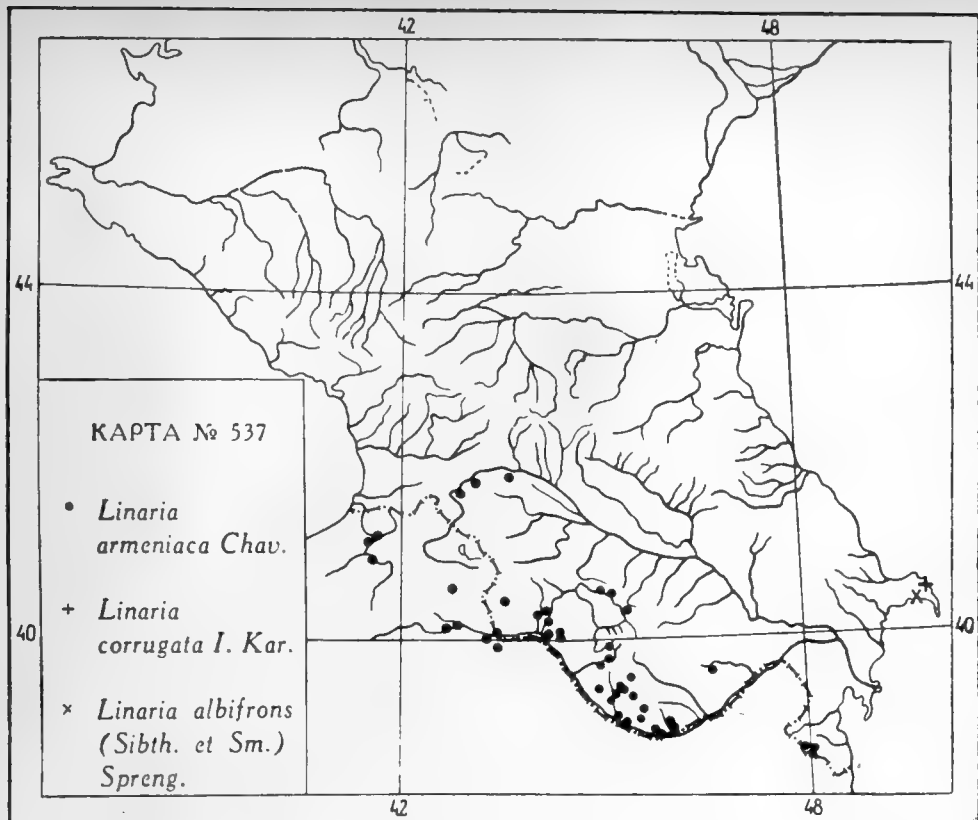 42 48
44 44
КАРТА № 537
• Linaria
armeniaca Chav.
+ Linaria
corrugata I. Kar.
40 40
× Linaria albifrons
(Sibth. et Sm.)
Spreng.
42 48